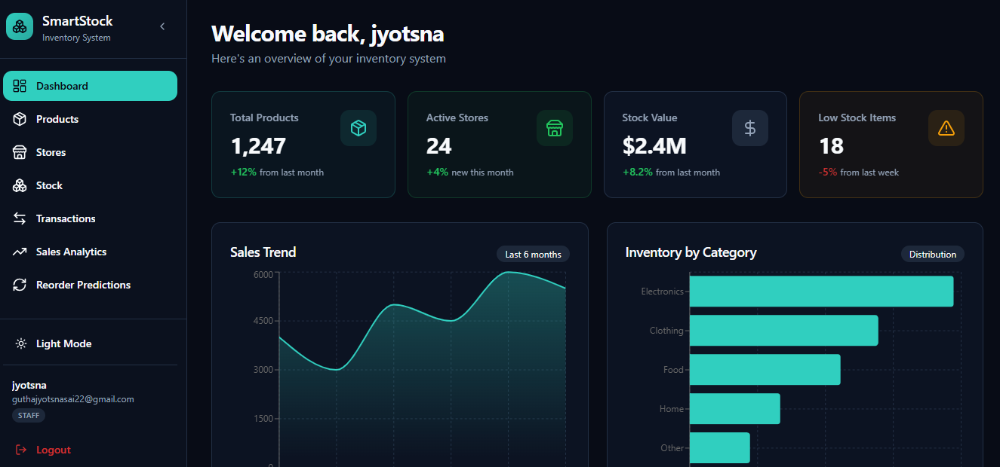 SmartStock
Inventory System
Dashboard
Products
Stores
Stock
Transactions
Sales Analytics
Reorder Predictions
Light Mode
jyotsna
guthajyotsnasai22@gmail.com
STAFF
Logout
Welcome back, jyotsna
Here's an overview of your inventory system
Total Products
1,247
+12% from last month
Active Stores
24
+4% new this month
Stock Value
$2.4M
+8.2% from last month
Low Stock Items
18
-5% from last week
Sales Trend
Last 6 months
6000
4500
3000
1500
0
Inventory by Category
Distribution
Electronics
Clothing
Food
Home
Other